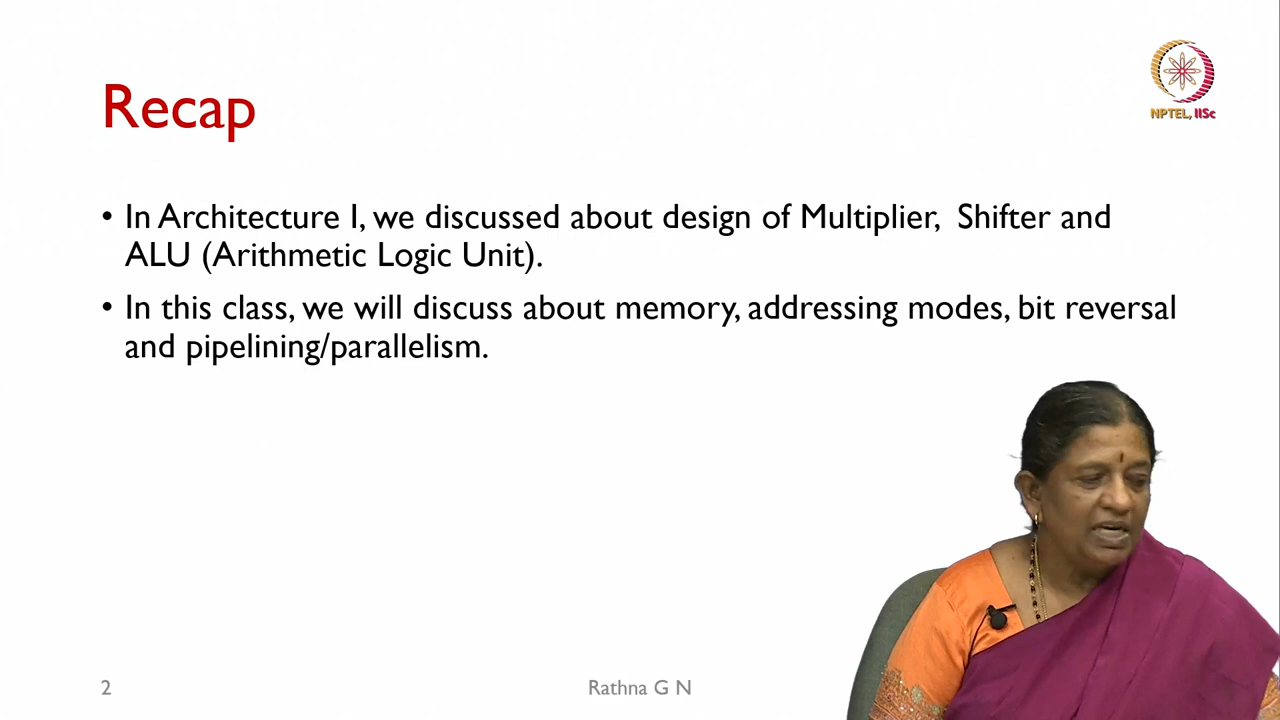 Recap
NPTEL, IISc
• In Architecture I, we discussed about design of Multiplier, Shifter and
ALU (Arithmetic Logic Unit).
• In this class, we will discuss about memory, addressing modes, bit reversal
and pipelining/parallelism.
2
Rathna G N